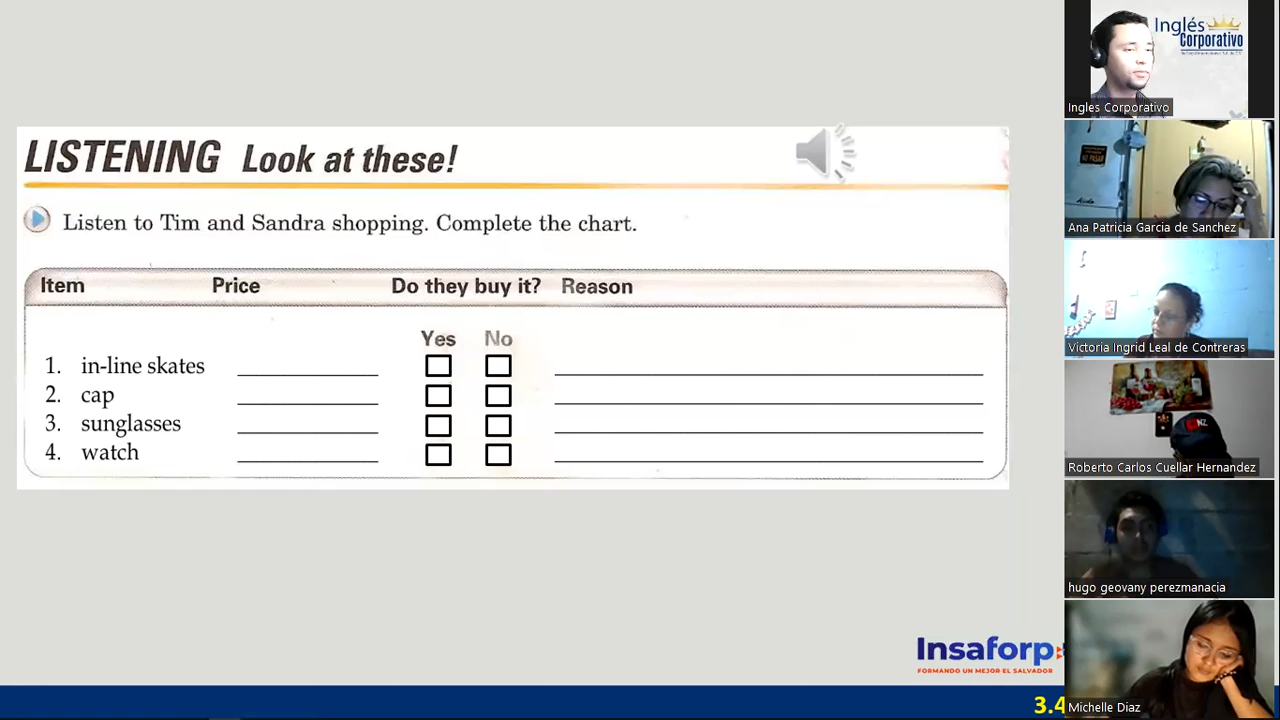 LISTENING Look at these!
Listen to Tim and Sandra shopping. Complete the chart.
Item Price Do they buy it? Reason
Yes No
1. in-line skates
2. cap
3. sunglasses
4. watch
Insaforp
FORMANDO UN MEJOR EL SALVADOR
3.4
Inglés
Corporativo
Ingles Corporativo
NO PASAR
Ana Patricia Garcia de Sanchez
Victoria Ingrid Leal de Contreras
Roberto Carlos Cuellar Hernandez
hugo geovany perezmanacia
Michelle Diaz